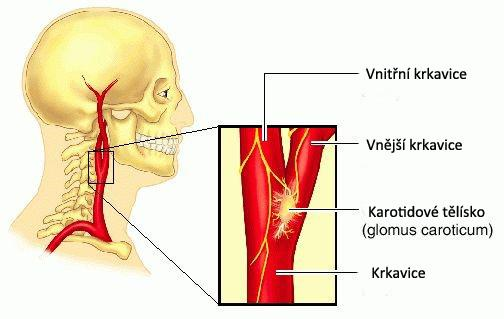 Vnitřní krkavice
Vnější krkavice
Karotidové tělísko
(glomus caroticum)
Krkavice